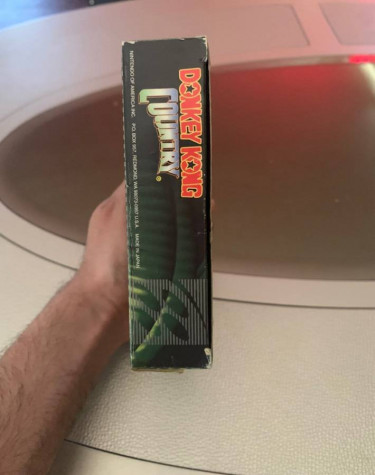 DONKEY KONG
COUNTRY
NINTENDO OF AMERICA INC. P.O. BOX 957, REDMOND, WA 98073-0957 U.S.A. MADE IN JAPAN